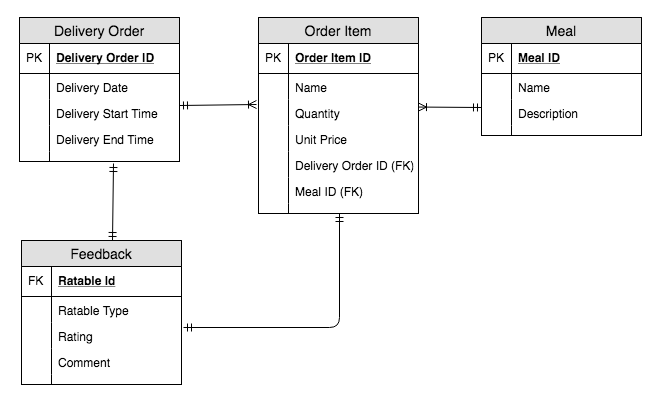 Delivery Order
PK Delivery Order ID
Delivery Date
Delivery Start Time
Delivery End Time
Order Item
PK Order Item ID
Name
Quantity
Unit Price
Delivery Order ID (FK)
Meal ID (FK)
Meal
PK Meal ID
Name
Description
Feedback
FK Ratable Id
Ratable Type
Rating
Comment